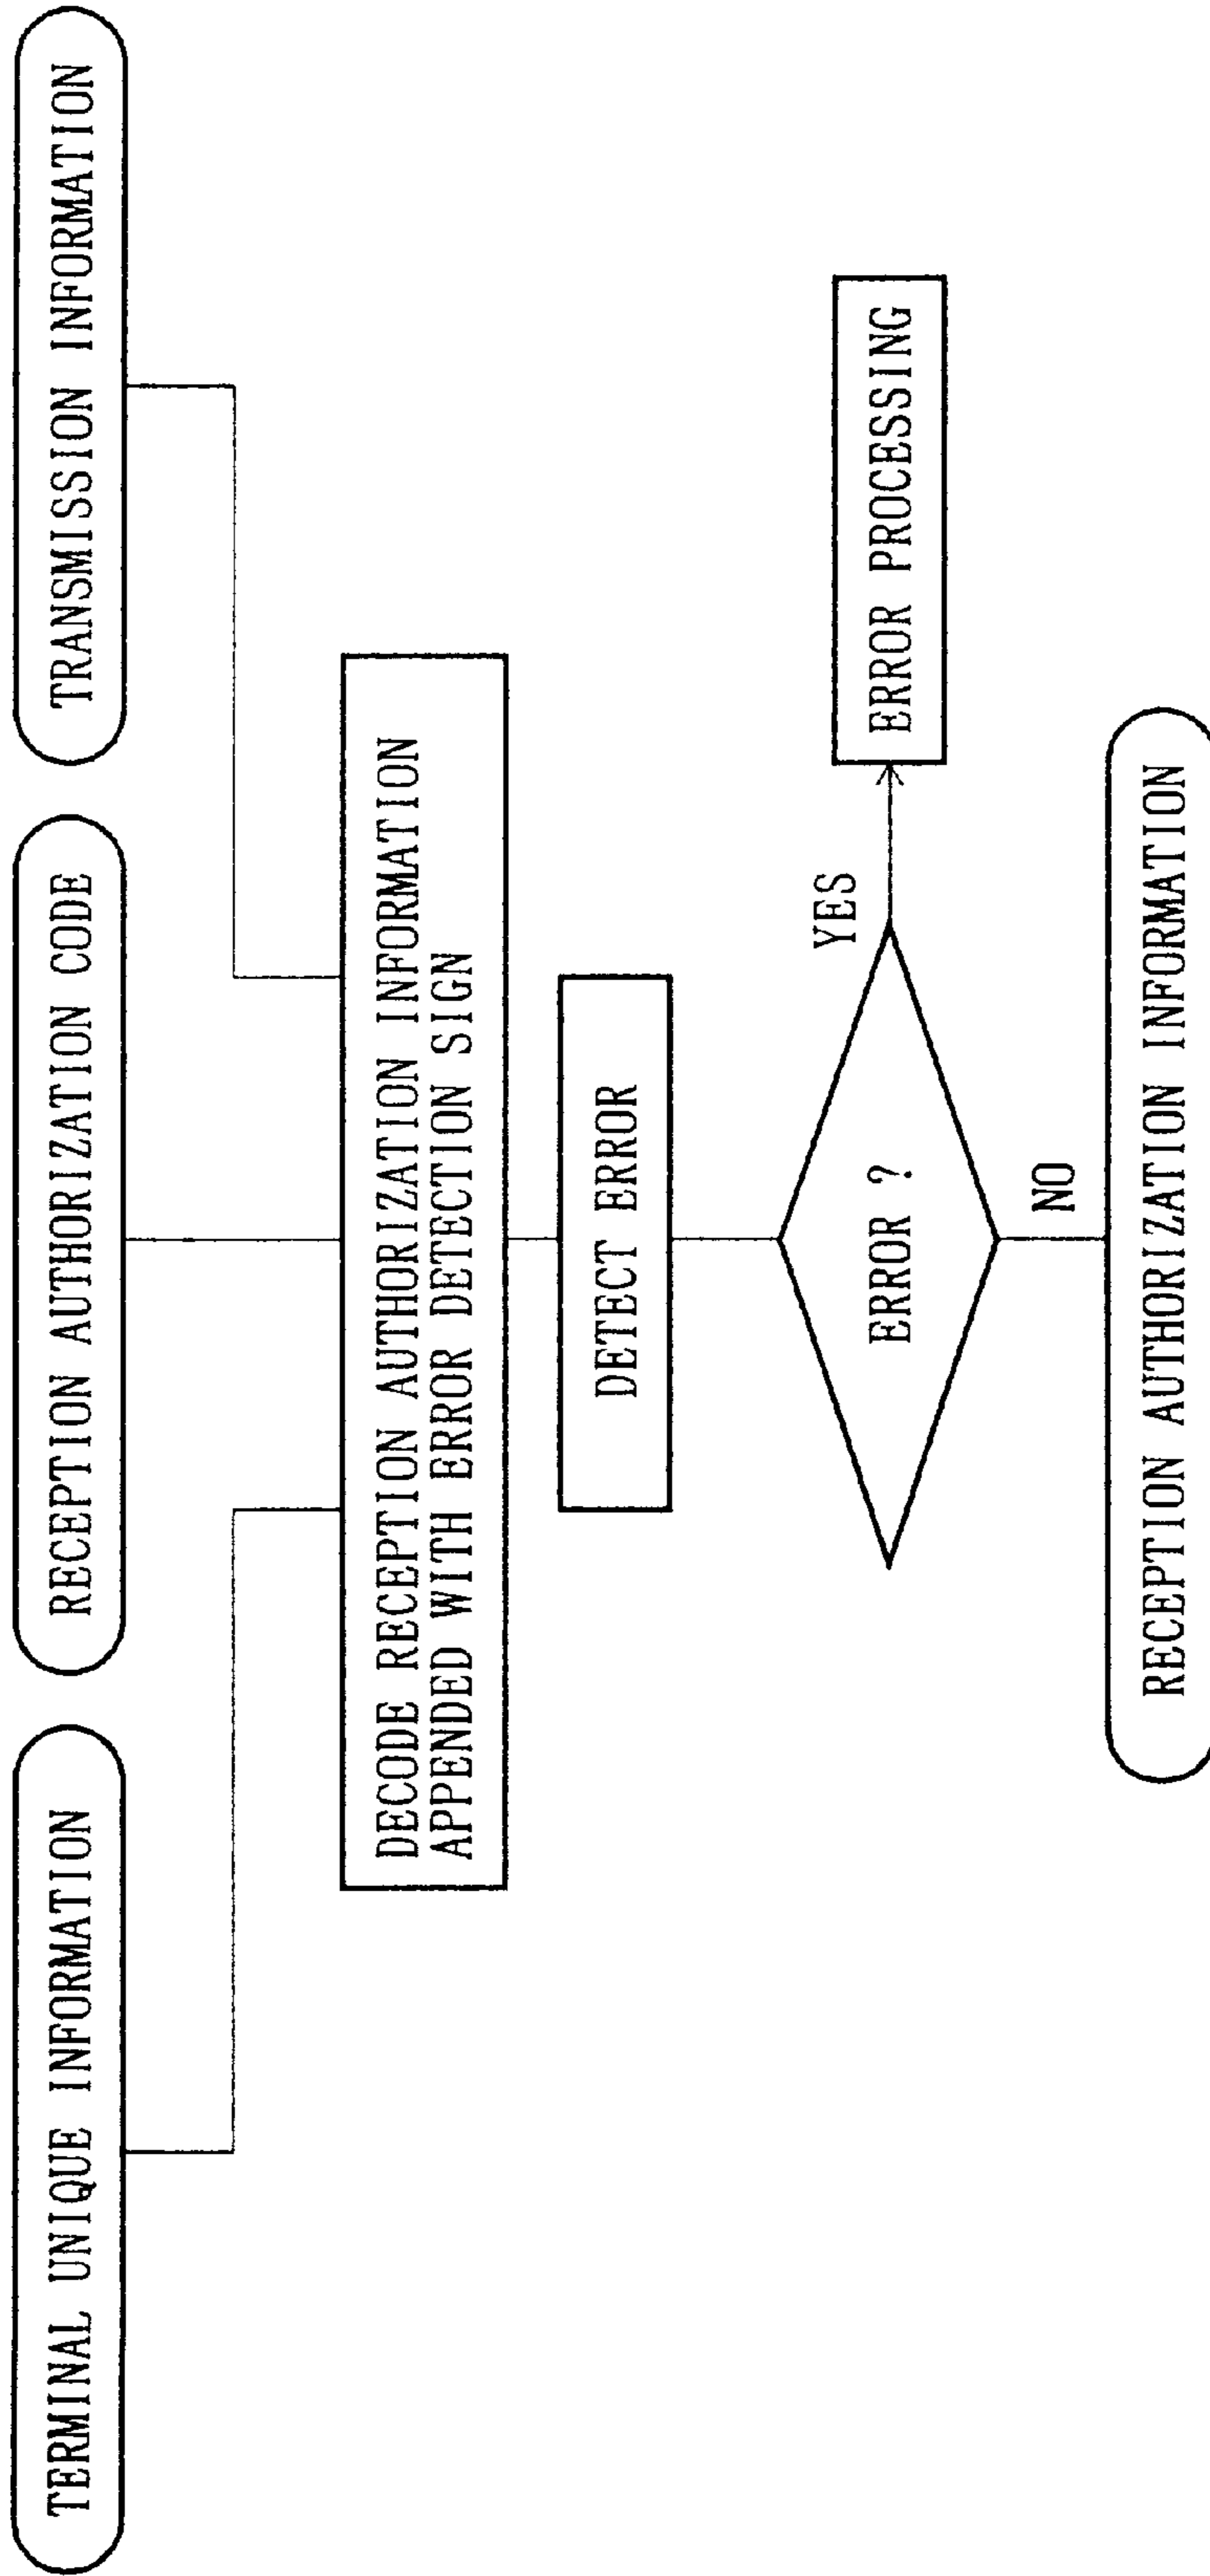 TERMINAL UNIQUE INFORMATION
RECEPTION AUTHORIZATION CODE
TRANSMISSION INFORMATION
DECODE RECEPTION AUTHORIZATION INFORMATION
APPENDED WITH ERROR DETECTION SIGN
DETECT ERROR
ERROR ?
YES
ERROR PROCESSING
NO
RECEPTION AUTHORIZATION INFORMATION